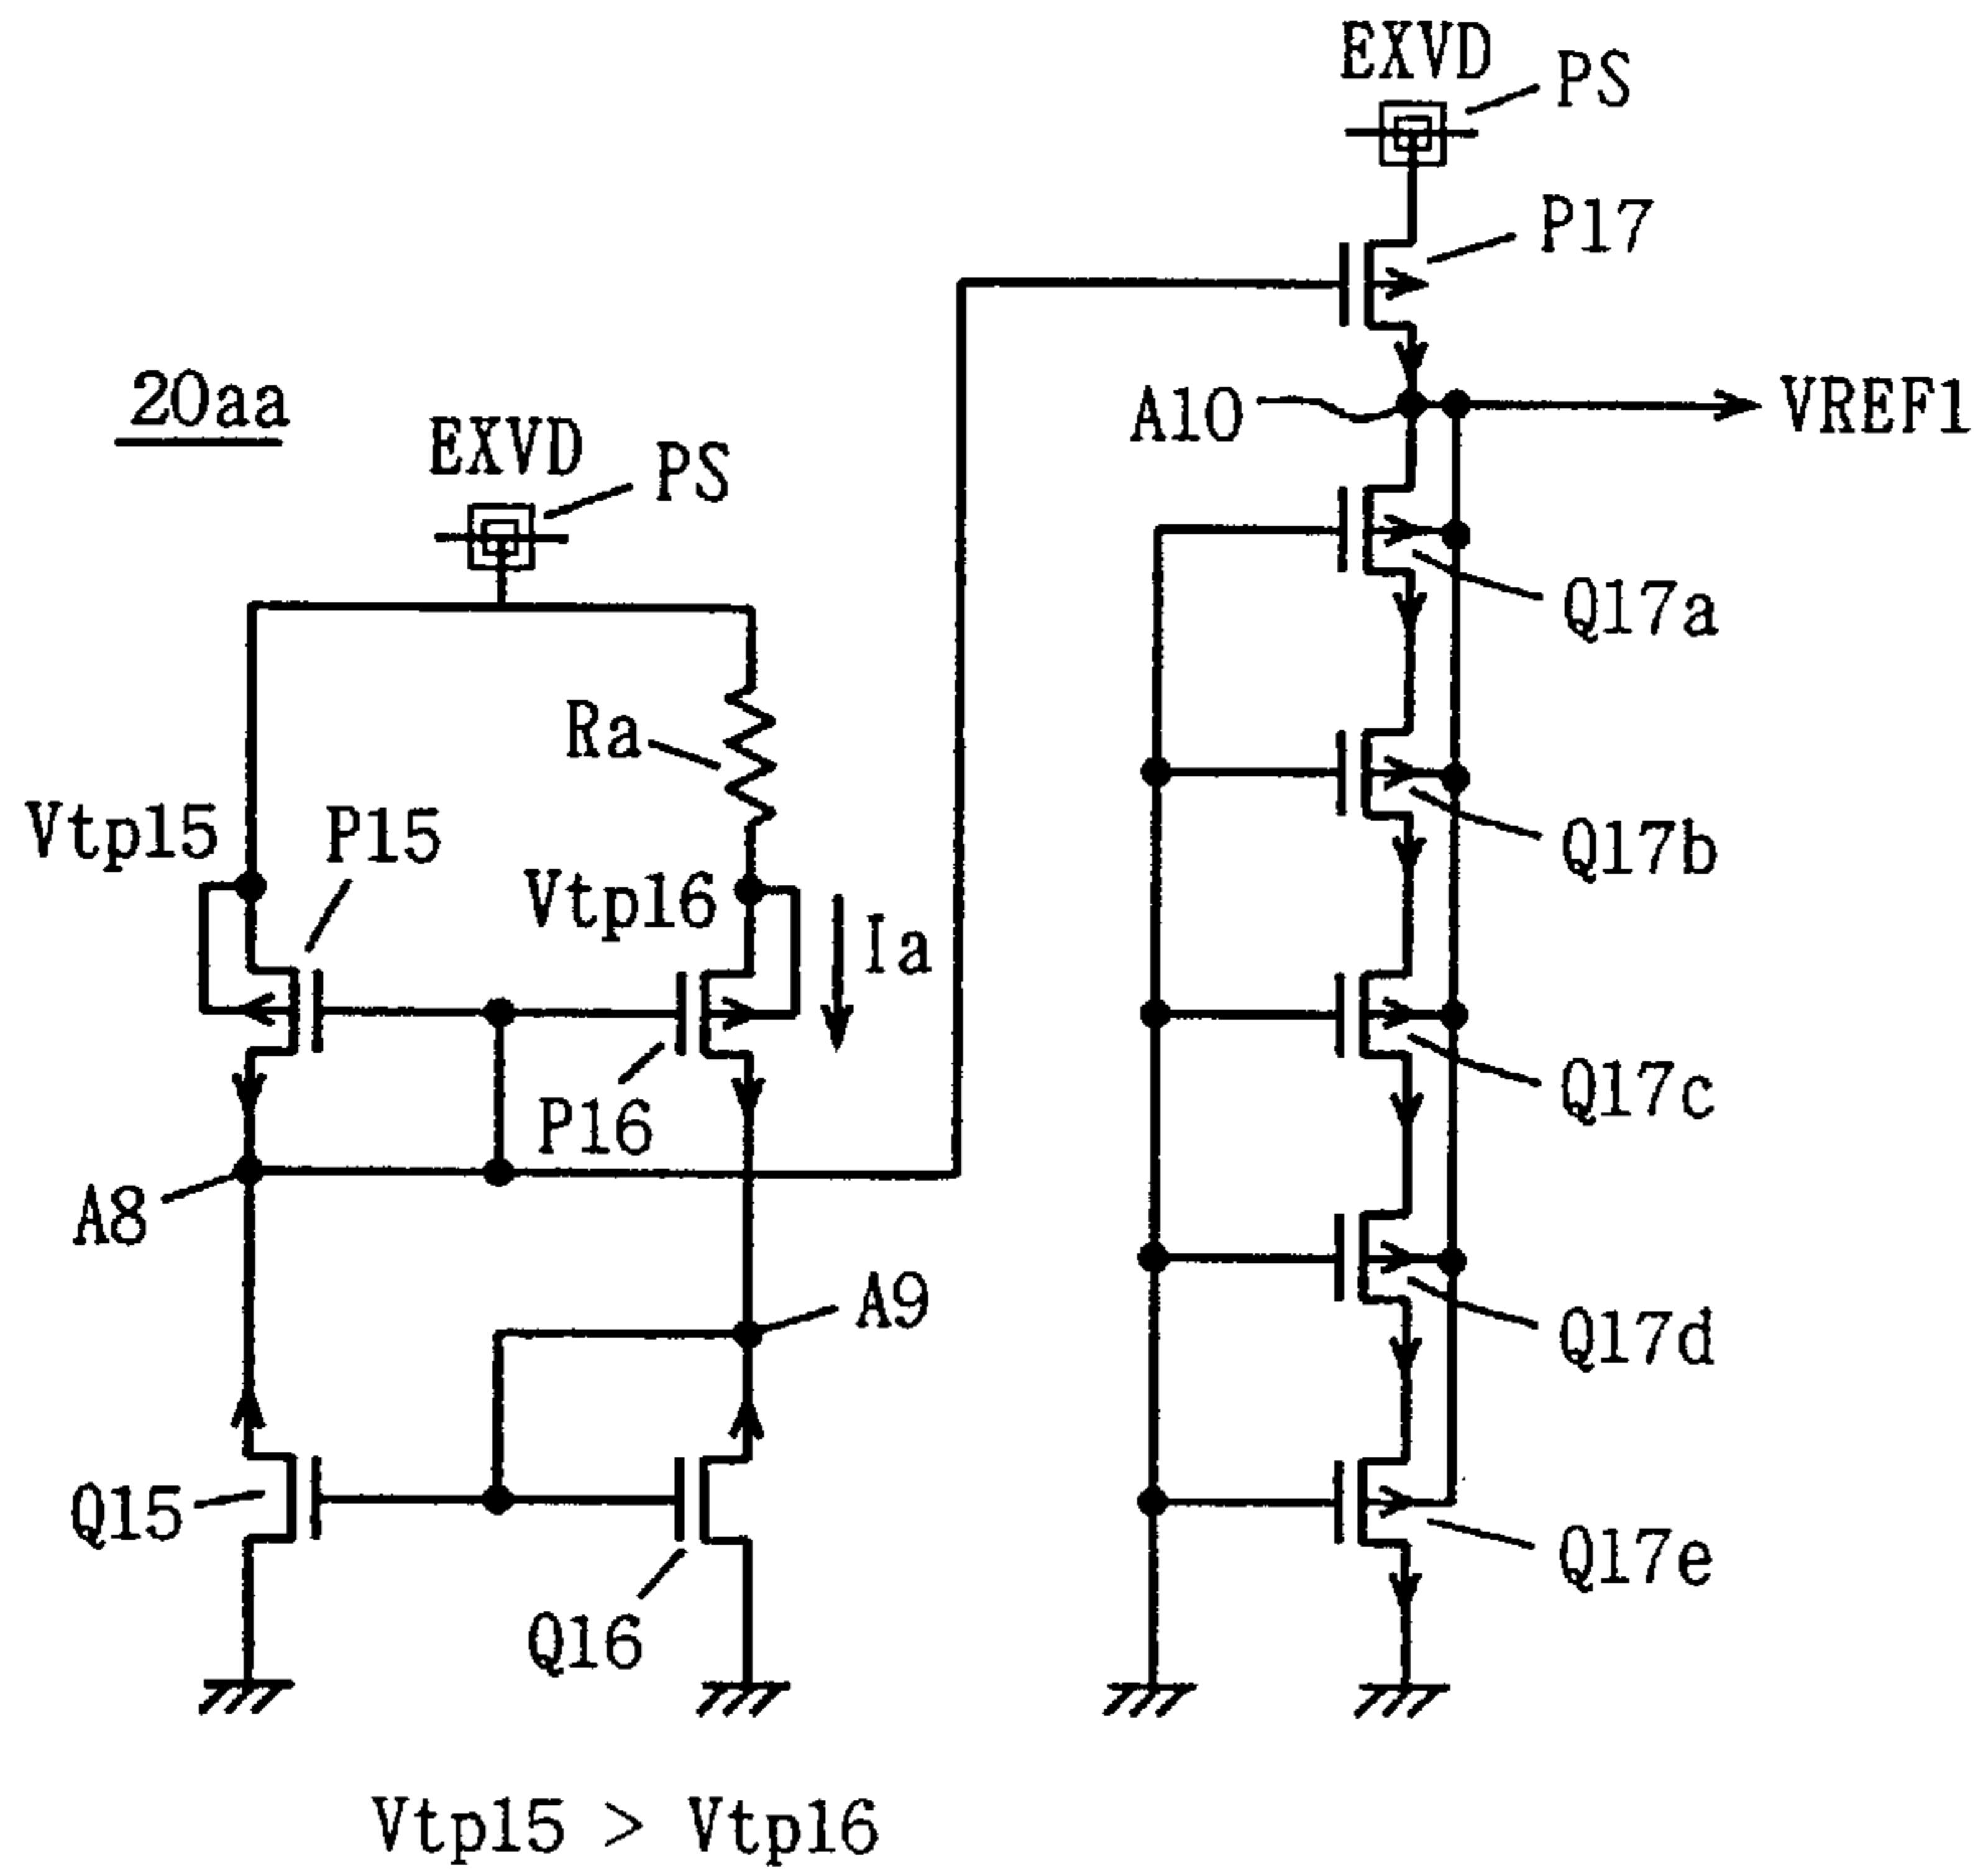 EXVD
PS
P17
20aa
A10
VREF1
EXVD
PS
Q17a
Ra
Vtp15
P15
Vtp16
Ia
Q17b
P16
Q17c
A8
A9
Q17d
Q15
Q16
Q17e
Vtp15 > Vtp16